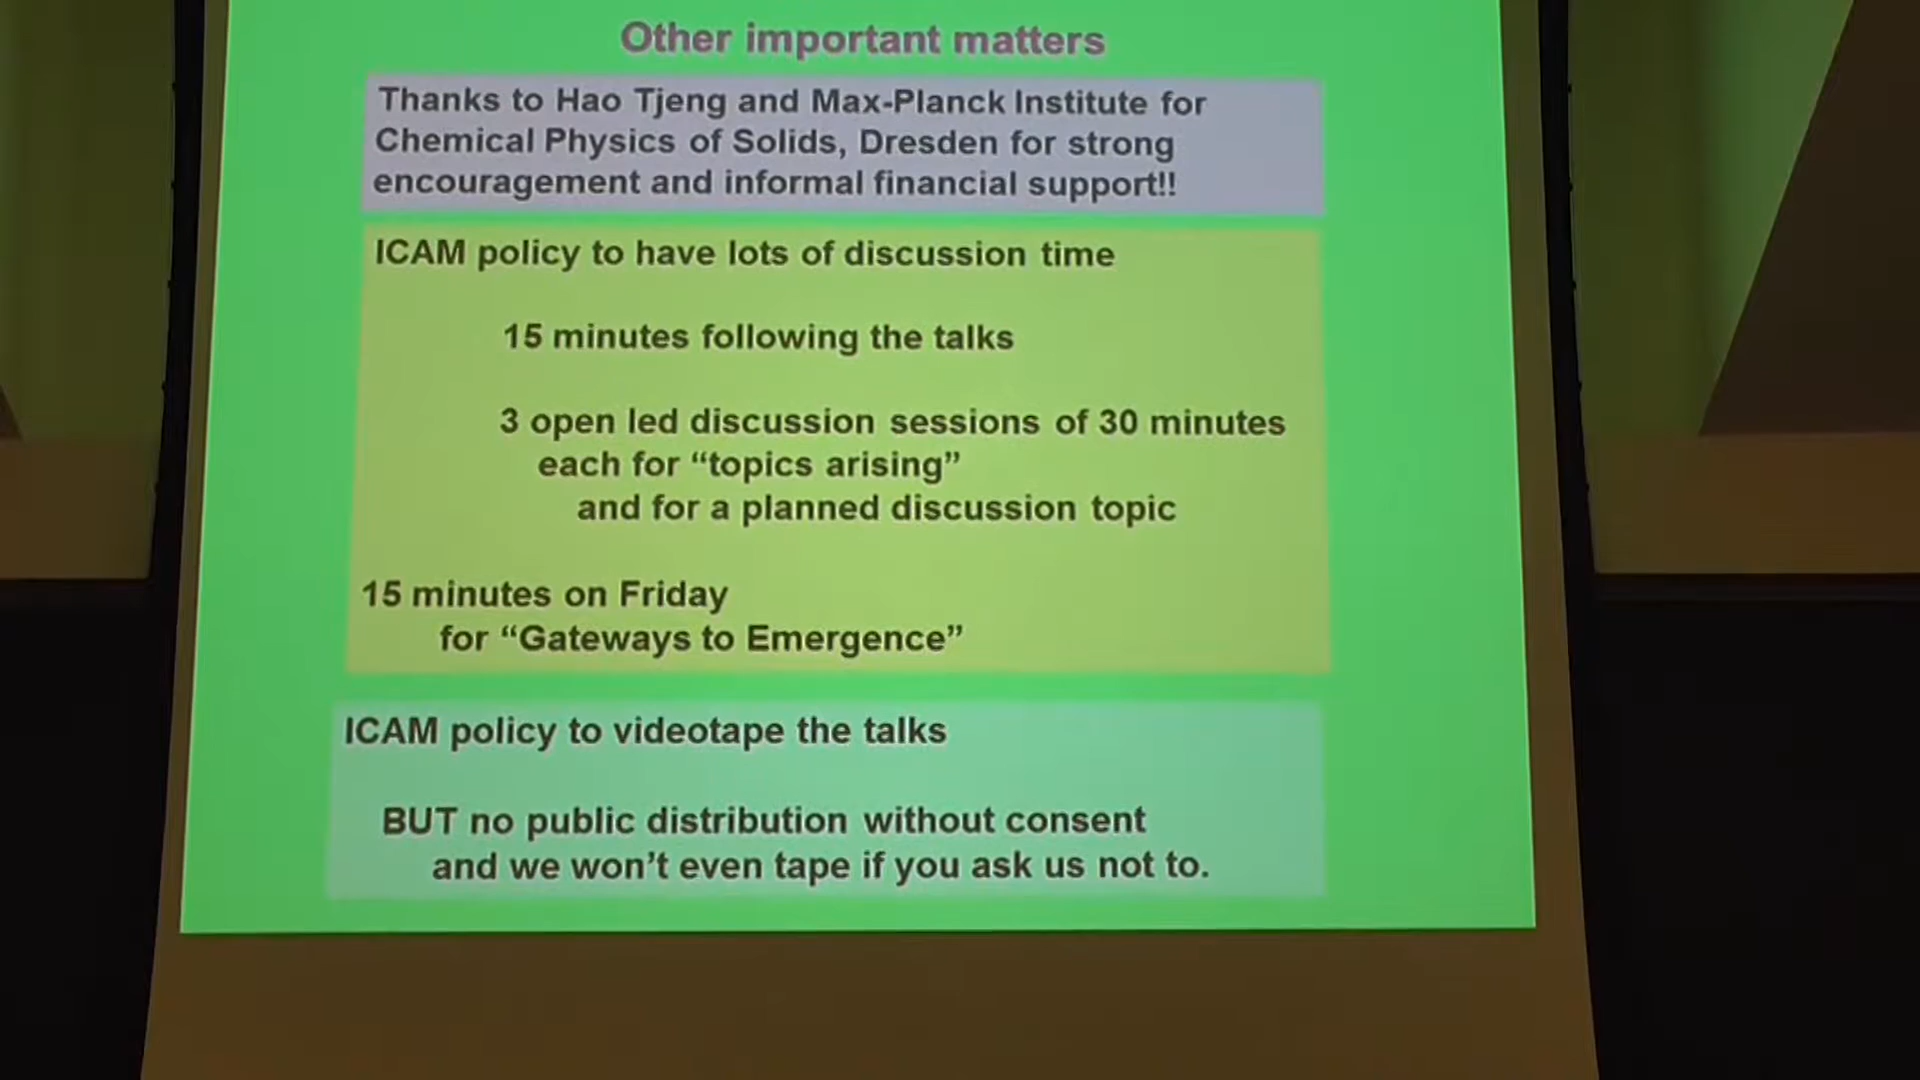 Other important matters
Thanks to Hao Tjeng and Max-Planck Institute for
Chemical Physics of Solids, Dresden for strong
encouragement and informal financial support!!
ICAM policy to have lots of discussion time
15 minutes following the talks
3 open led discussion sessions of 30 minutes
each for “topics arising”
and for a planned discussion topic
15 minutes on Friday
for “Gateways to Emergence”
ICAM policy to videotape the talks
BUT no public distribution without consent
and we won’t even tape if you ask us not to.